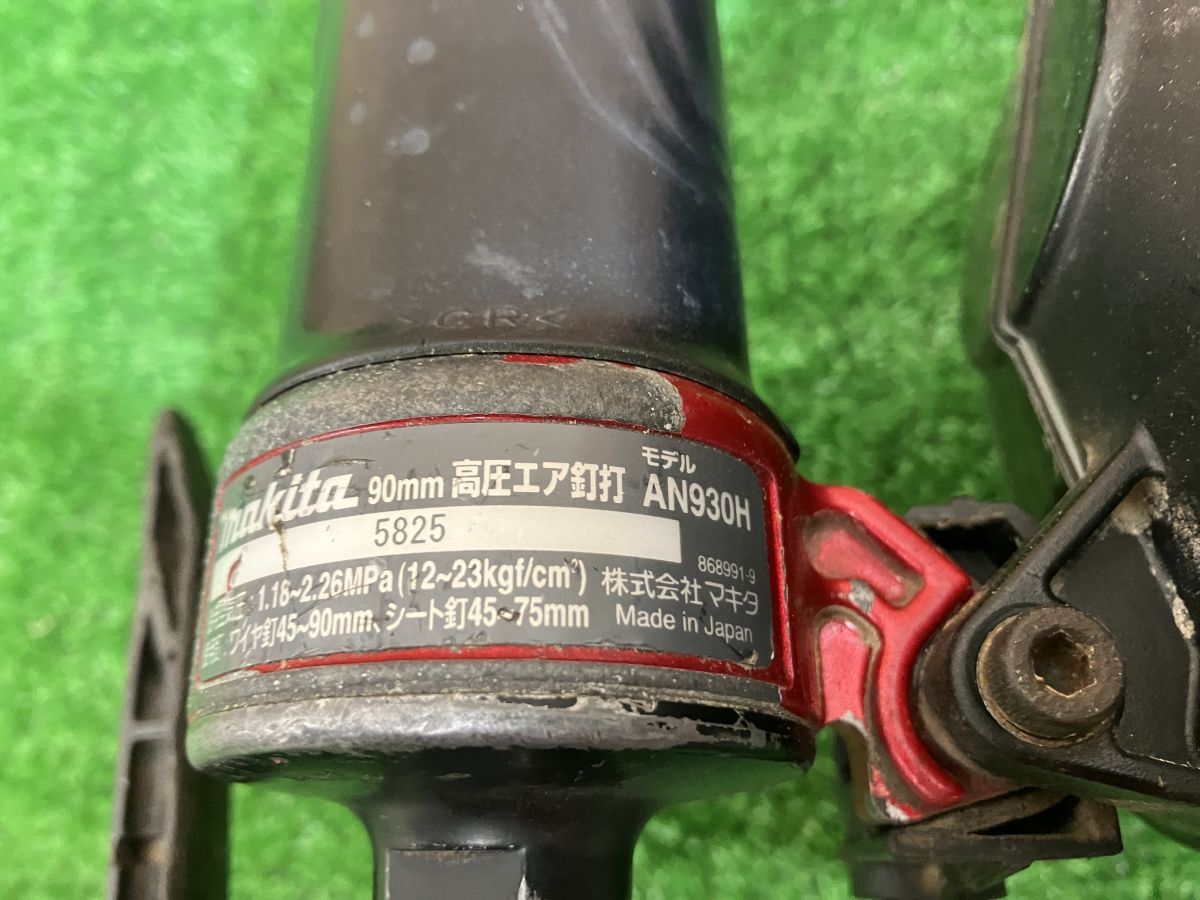 >CR<
makita 90mm 高圧エア釘打 モデル AN930H
5825
868991-9
1.18~2.26MPa (12~23kgf/cm²) 株式会社マキタ
ワイヤ釘45~90mm、シート釘45~75mm Made in Japan